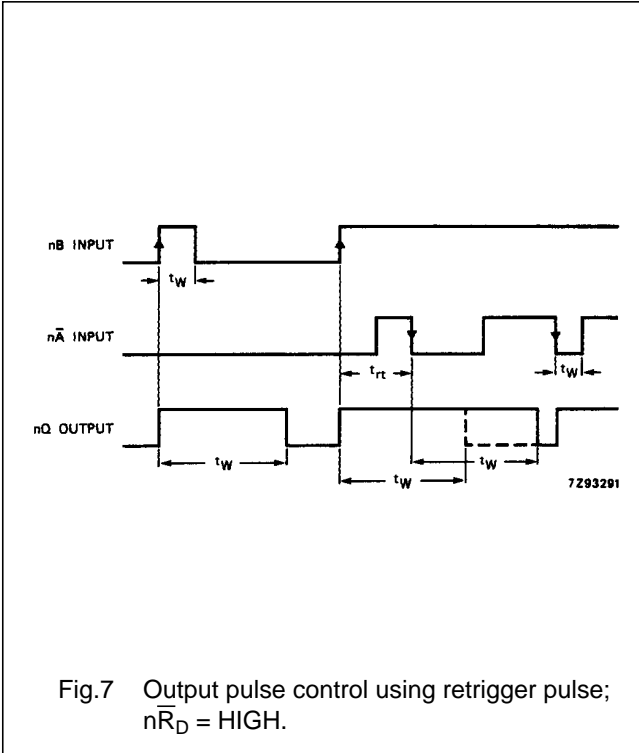 nB INPUT
tW
nA̅ INPUT
trt
tW
nQ OUTPUT
tW
tW
tW
7Z93291
Fig.7 Output pulse control using retrigger pulse;
nR̅D = HIGH.